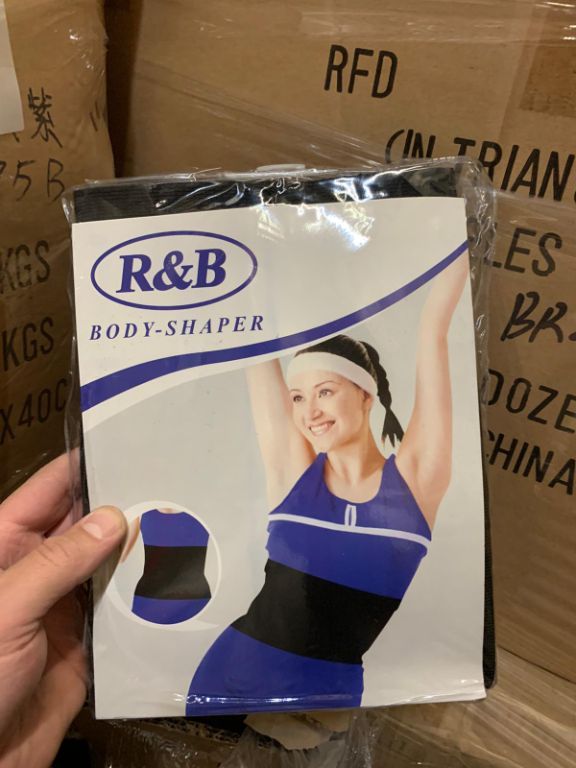 RFD
(IN TRIAN
紫
75B
KGS
KGS
X40C
LES
BR
DOZE
CHINA
R&B
BODY-SHAPER